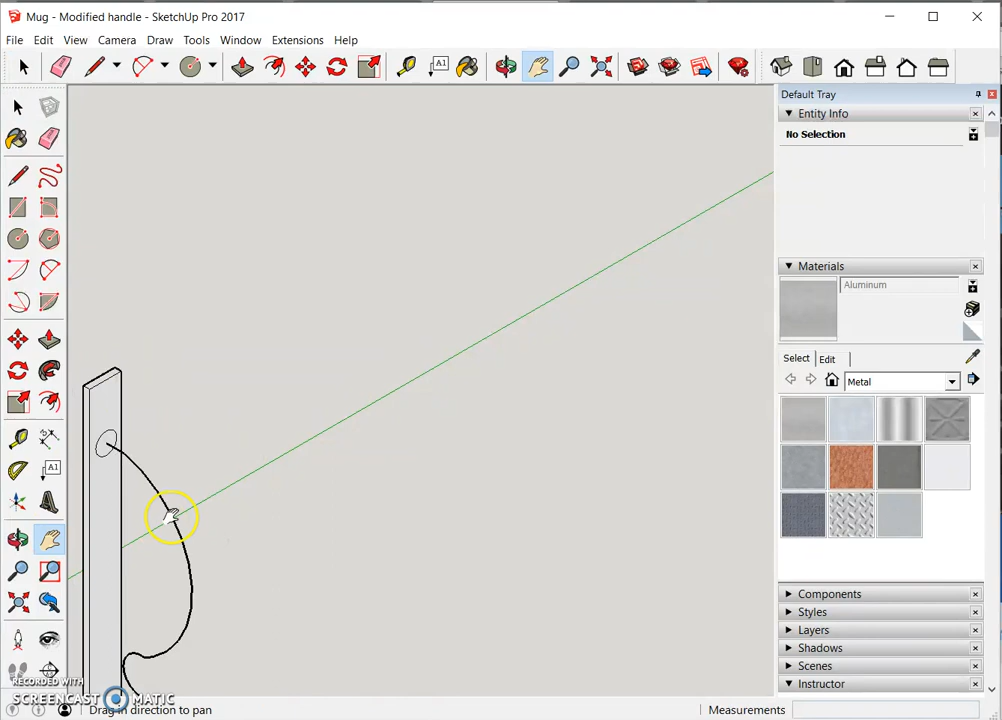 Mug - Modified handle - SketchUp Pro 2017
File Edit View Camera Draw Tools Window Extensions Help
A1
Default Tray
Entity Info
No Selection
Materials
Aluminum
Select Edit
Metal
A1
Components
Styles
Layers
Shadows
Scenes
Instructor
RECORDED WITH
SCREENCAST MATIC
Drag in direction to pan
Measurements